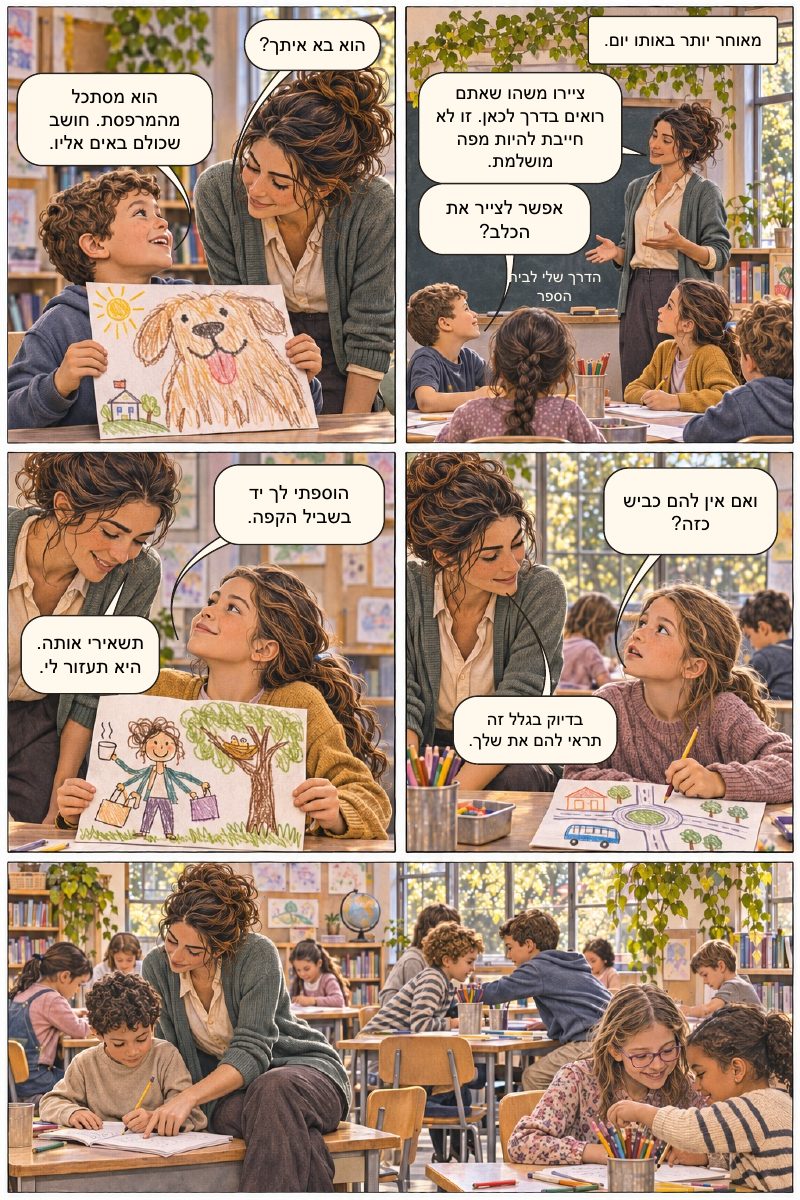 מאוחר יותר באותו יום.
ציירו משהו שאתם
רואים בדרך לכאן. זו לא
חייבת להיות מפה
מושלמת.
אפשר לצייר את
הכלב?
הדרך שלי לבית
הספר
הוא בא איתך?
הוא מסתכל
מהמרפסת. חושב
שכולם באים אליו.
ואם אין להם כביש
כזה?
בדיוק בגלל זה
תראי להם את שלך.
הוספתי לך יד
בשביל הקפה.
תשאירי אותה.
היא תעזור לי.